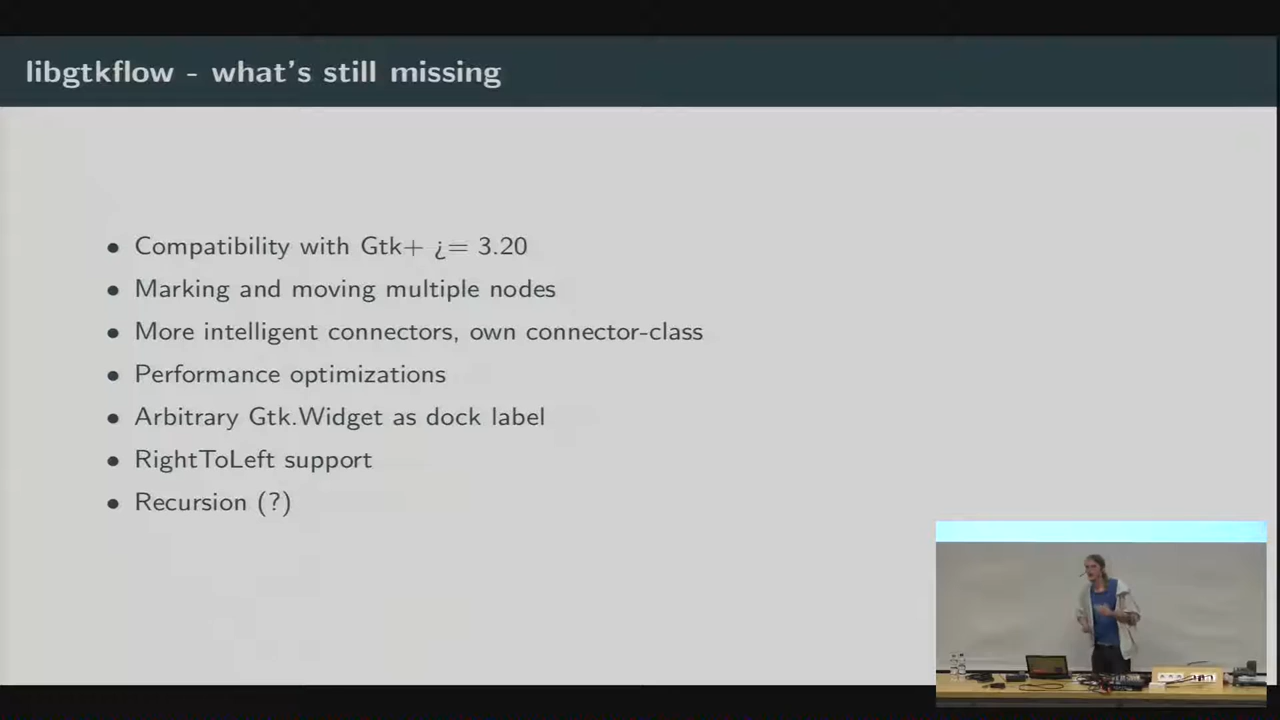 libgtkflow - what's still missing
• Compatibility with Gtk+ ¿= 3.20
• Marking and moving multiple nodes
• More intelligent connectors, own connector-class
• Performance optimizations
• Arbitrary Gtk.Widget as dock label
• RightToLeft support
• Recursion (?)